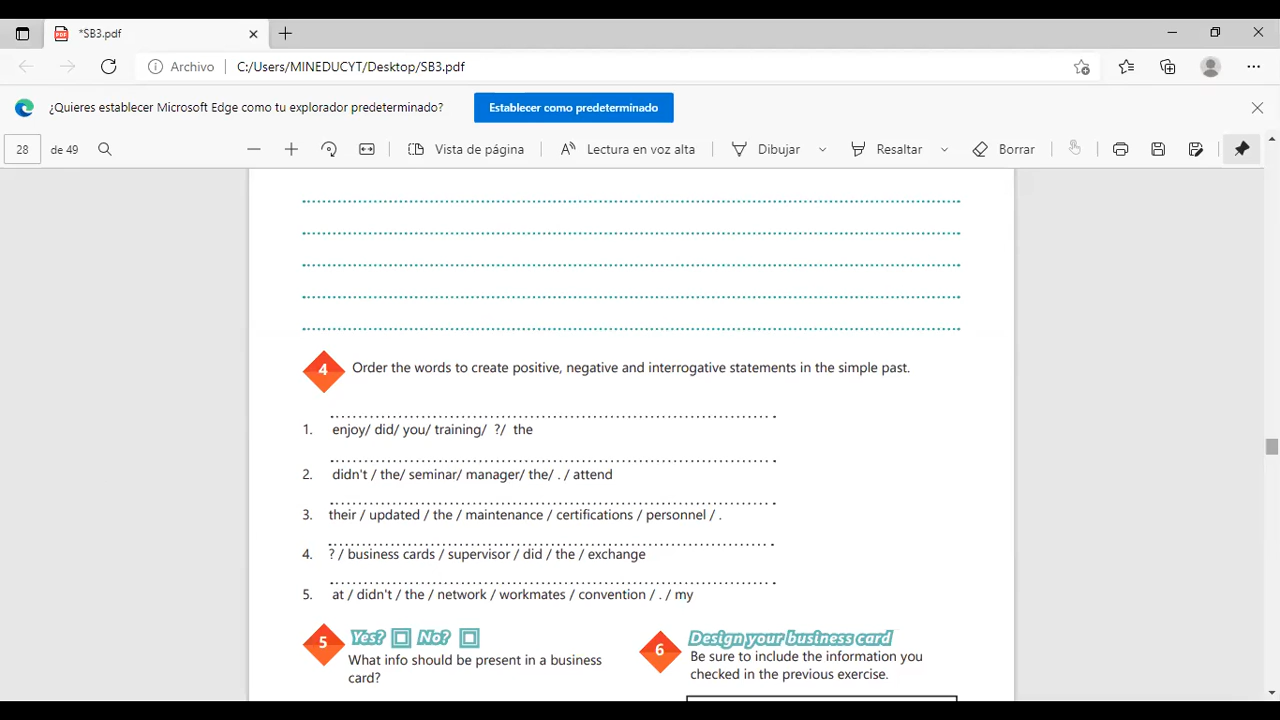 *SB3.pdf
Archivo C:/Users/MINEDUCYT/Desktop/SB3.pdf
¿Quieres establecer Microsoft Edge como tu explorador predeterminado? Establecer como predeterminado
28 de 49 Vista de página Lectura en voz alta Dibujar Resaltar Borrar
4 Order the words to create positive, negative and interrogative statements in the simple past.
1. enjoy/ did/ you/ training/ ?/ the
2. didn't / the/ seminar/ manager/ the/ . / attend
3. their / updated / the / maintenance / certifications / personnel / .
4. ? / business cards / supervisor / did / the / exchange
5. at / didn't / the / network / workmates / convention / . / my
5 Yes? No?
What info should be present in a business
card?
6 Design your business card
Be sure to include the information you
checked in the previous exercise.